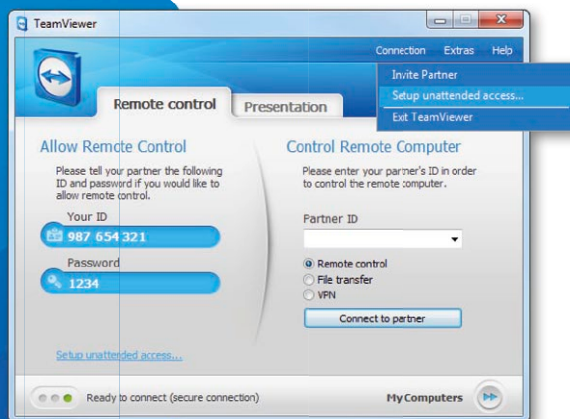 TeamViewer
Connection Extras Help
Invite Partner
Setup unattended access...
Exit TeamViewer
Remote control Presentation
Allow Remote Control
Please tell your partner the following
ID and password if you would like to
allow remote control.
Your ID
987 654 321
Password
1234
Setup unattended access...
Control Remote Computer
Please enter your partner's ID in order
to control the remote computer.
Partner ID
Remote control
File transfer
VPN
Connect to partner
Ready to connect (secure connection)
MyComputers